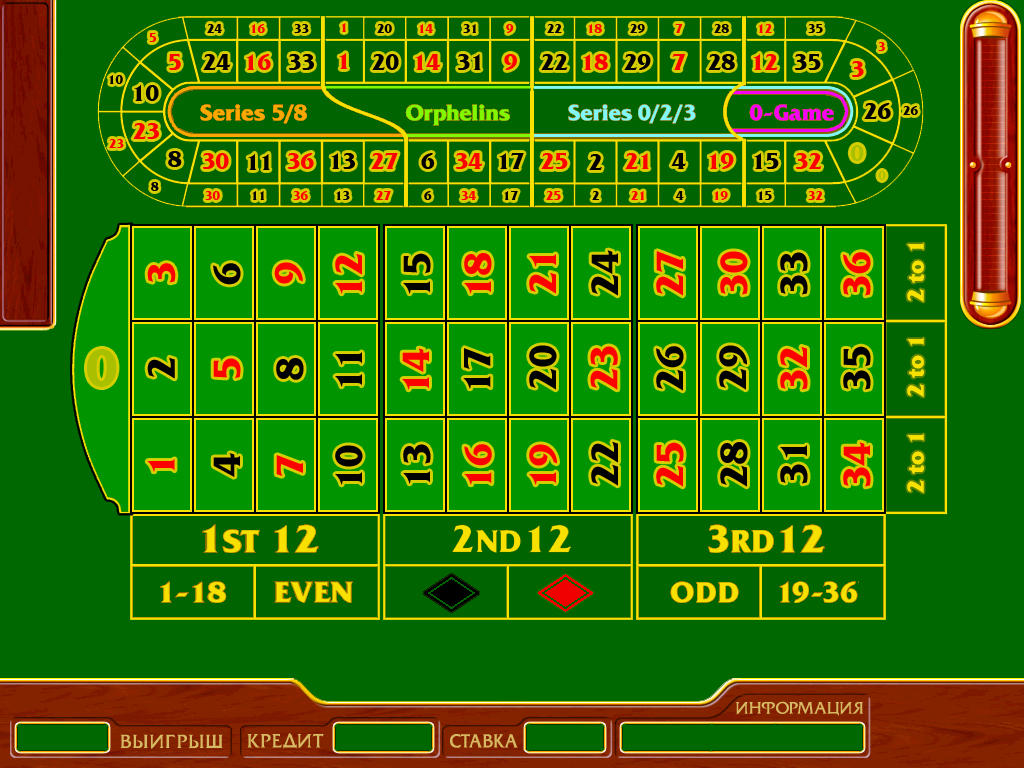 24 16 33 1 20 14 31 9 22 18 29 7 28 12 35
5 3
24 16 33 1 20 14 31 9 22 18 29 7 28 12 35
5 3
10 10 26 26
Series 5/8 Orphelins Series 0/2/3 0-Game
23 23
8 30 11 36 13 27 6 34 17 25 2 21 4 19 15 32 0
8 0
30 11 36 13 27 6 34 17 25 2 21 4 19 15 32
3 6 9 12 15 18 21 24 27 30 33 36 2 to 1
0 2 5 8 11 14 17 20 23 26 29 32 35 2 to 1
1 4 7 10 13 16 19 22 25 28 31 34 2 to 1
1ST 12 2ND 12 3RD 12
1-18 EVEN ODD 19-36
ИНФОРМАЦИЯ
ВЫИГРЫШ КРЕДИТ СТАВКА